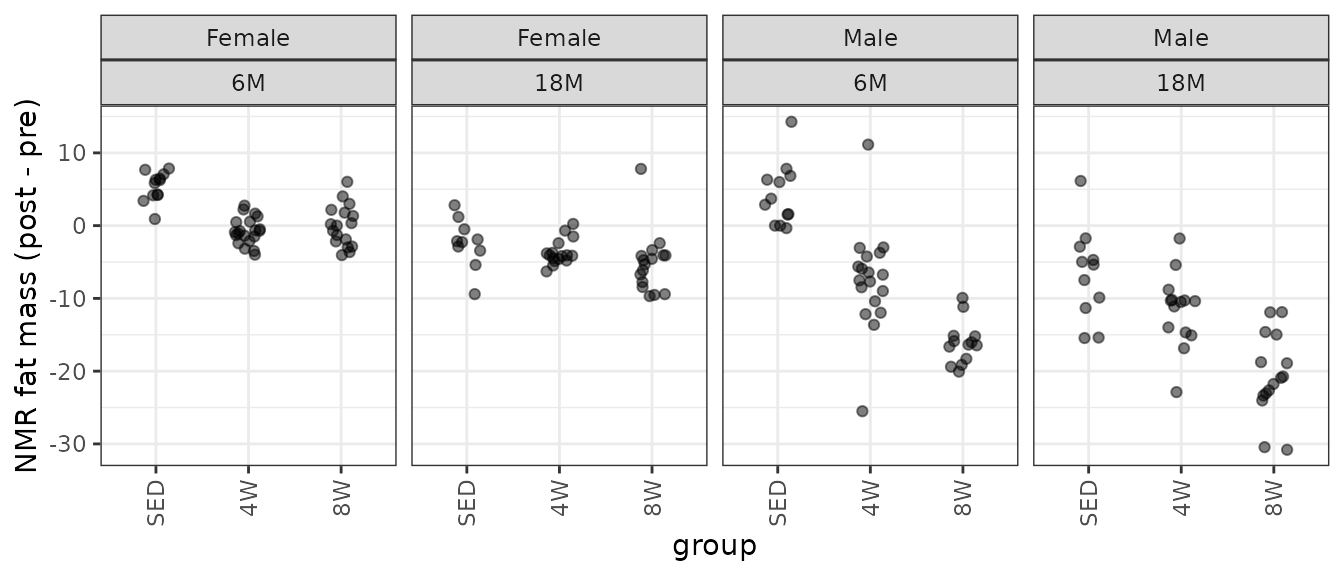 Female Female Male Male
6M 18M 6M 18M
NMR fat mass (post - pre)
10
0
-10
-20
-30
SED 4W 8W SED 4W 8W SED 4W 8W SED 4W 8W
group